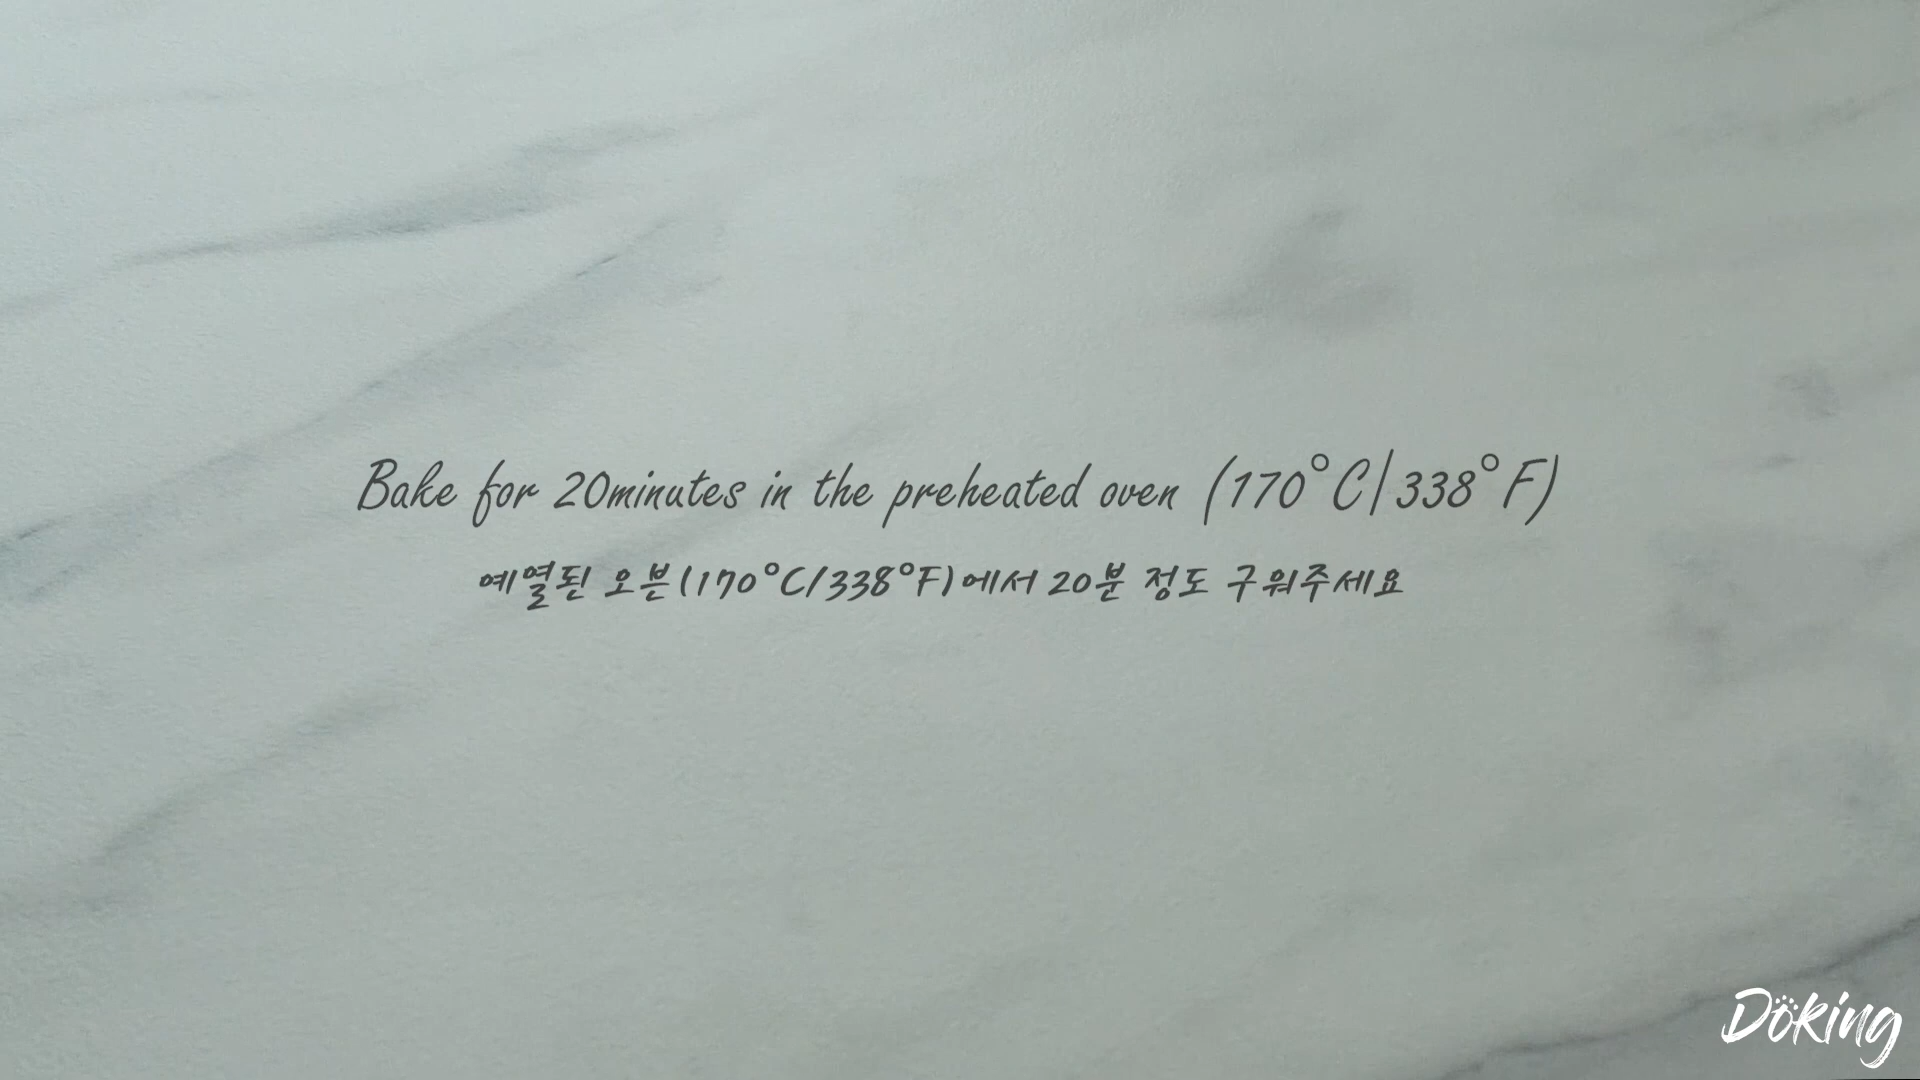 Bake for 20minutes in the preheated oven (170°C/338°F)
예열된 오븐(170°C/338°F)에서 20분 정도 구워주세요
Doking